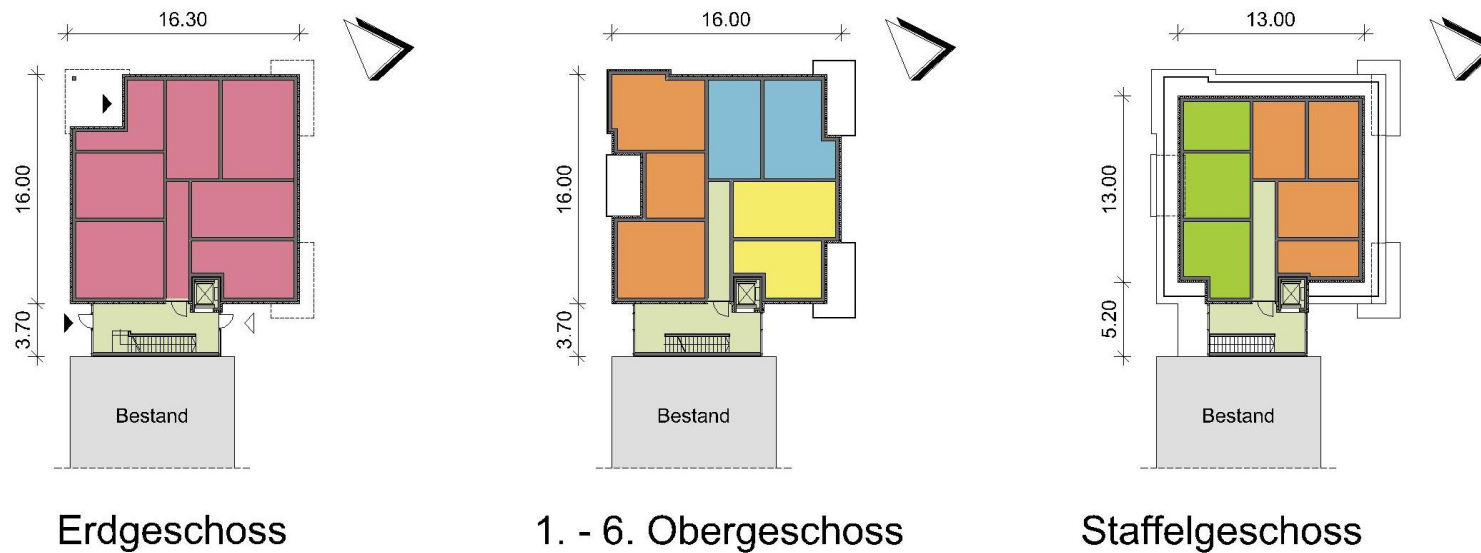 16.30
16.00
3.70
Bestand
Erdgeschoss
16.00
16.00
3.70
Bestand
1. - 6. Obergeschoss
13.00
13.00
5.20
Bestand
Staffelgeschoss